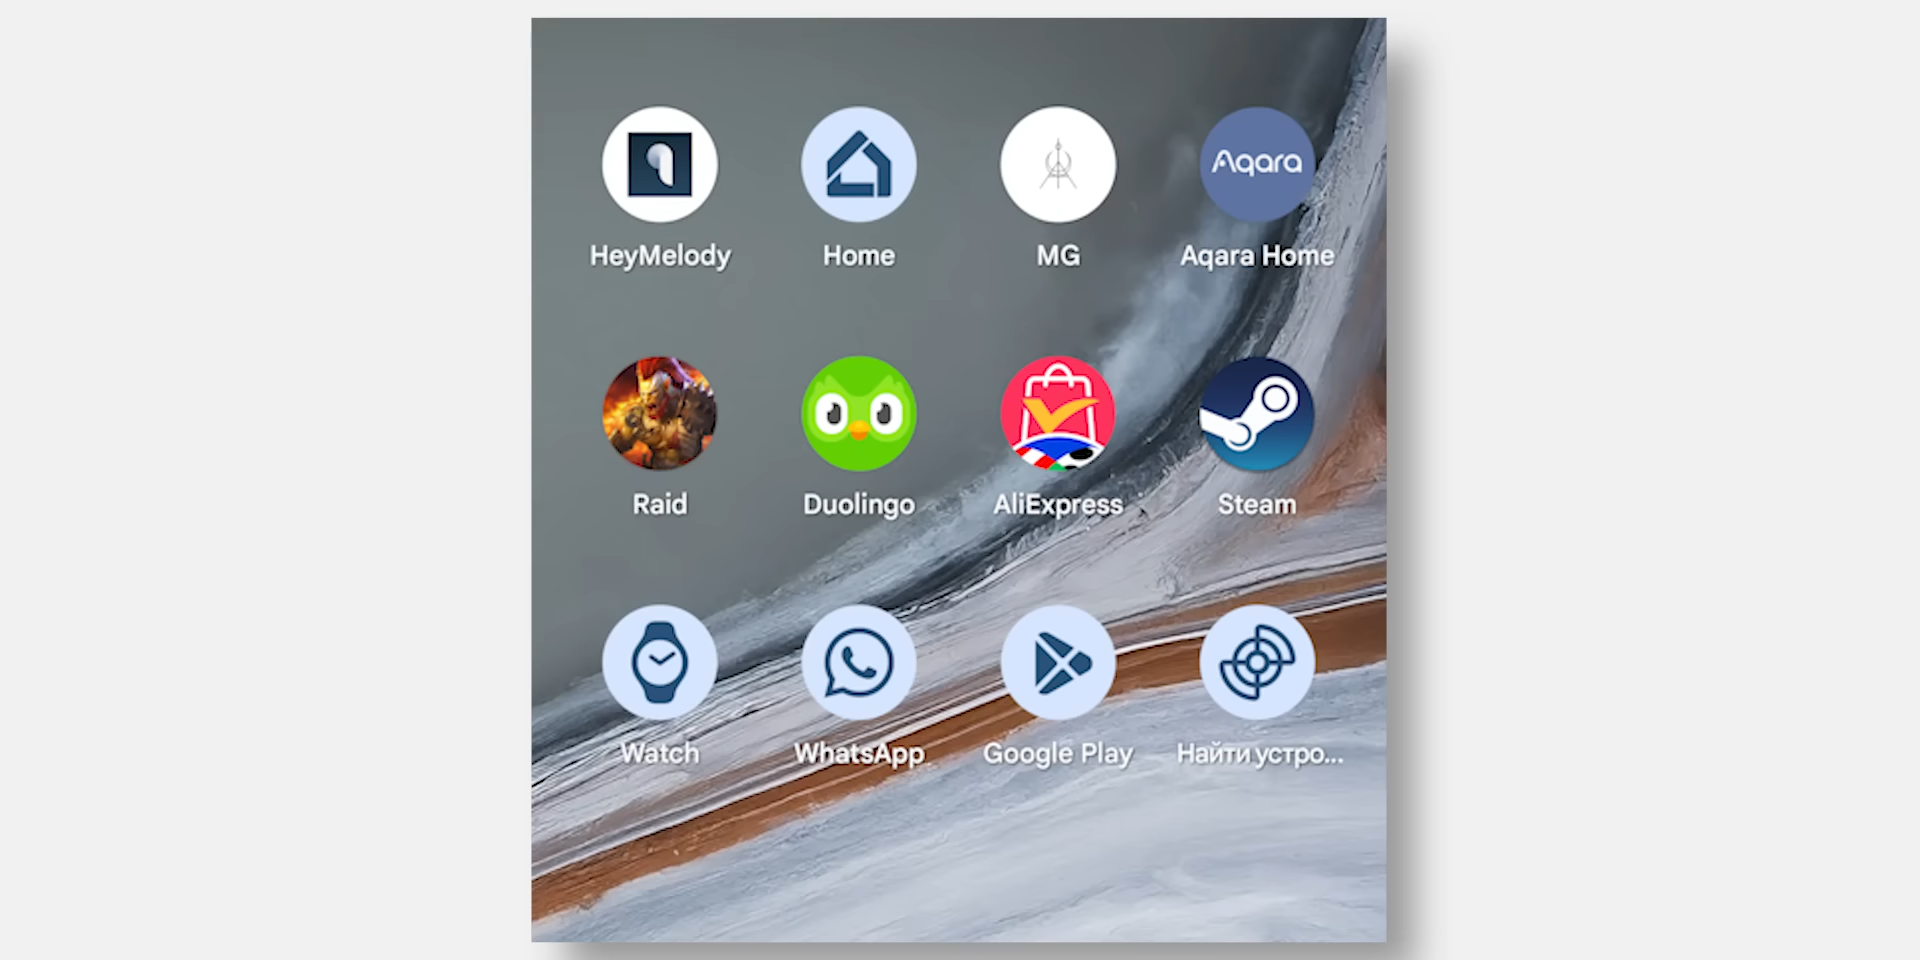 Aqara
HeyMelody Home MG Aqara Home
Raid Duolingo AliExpress Steam
Watch WhatsApp Google Play Найти устро...